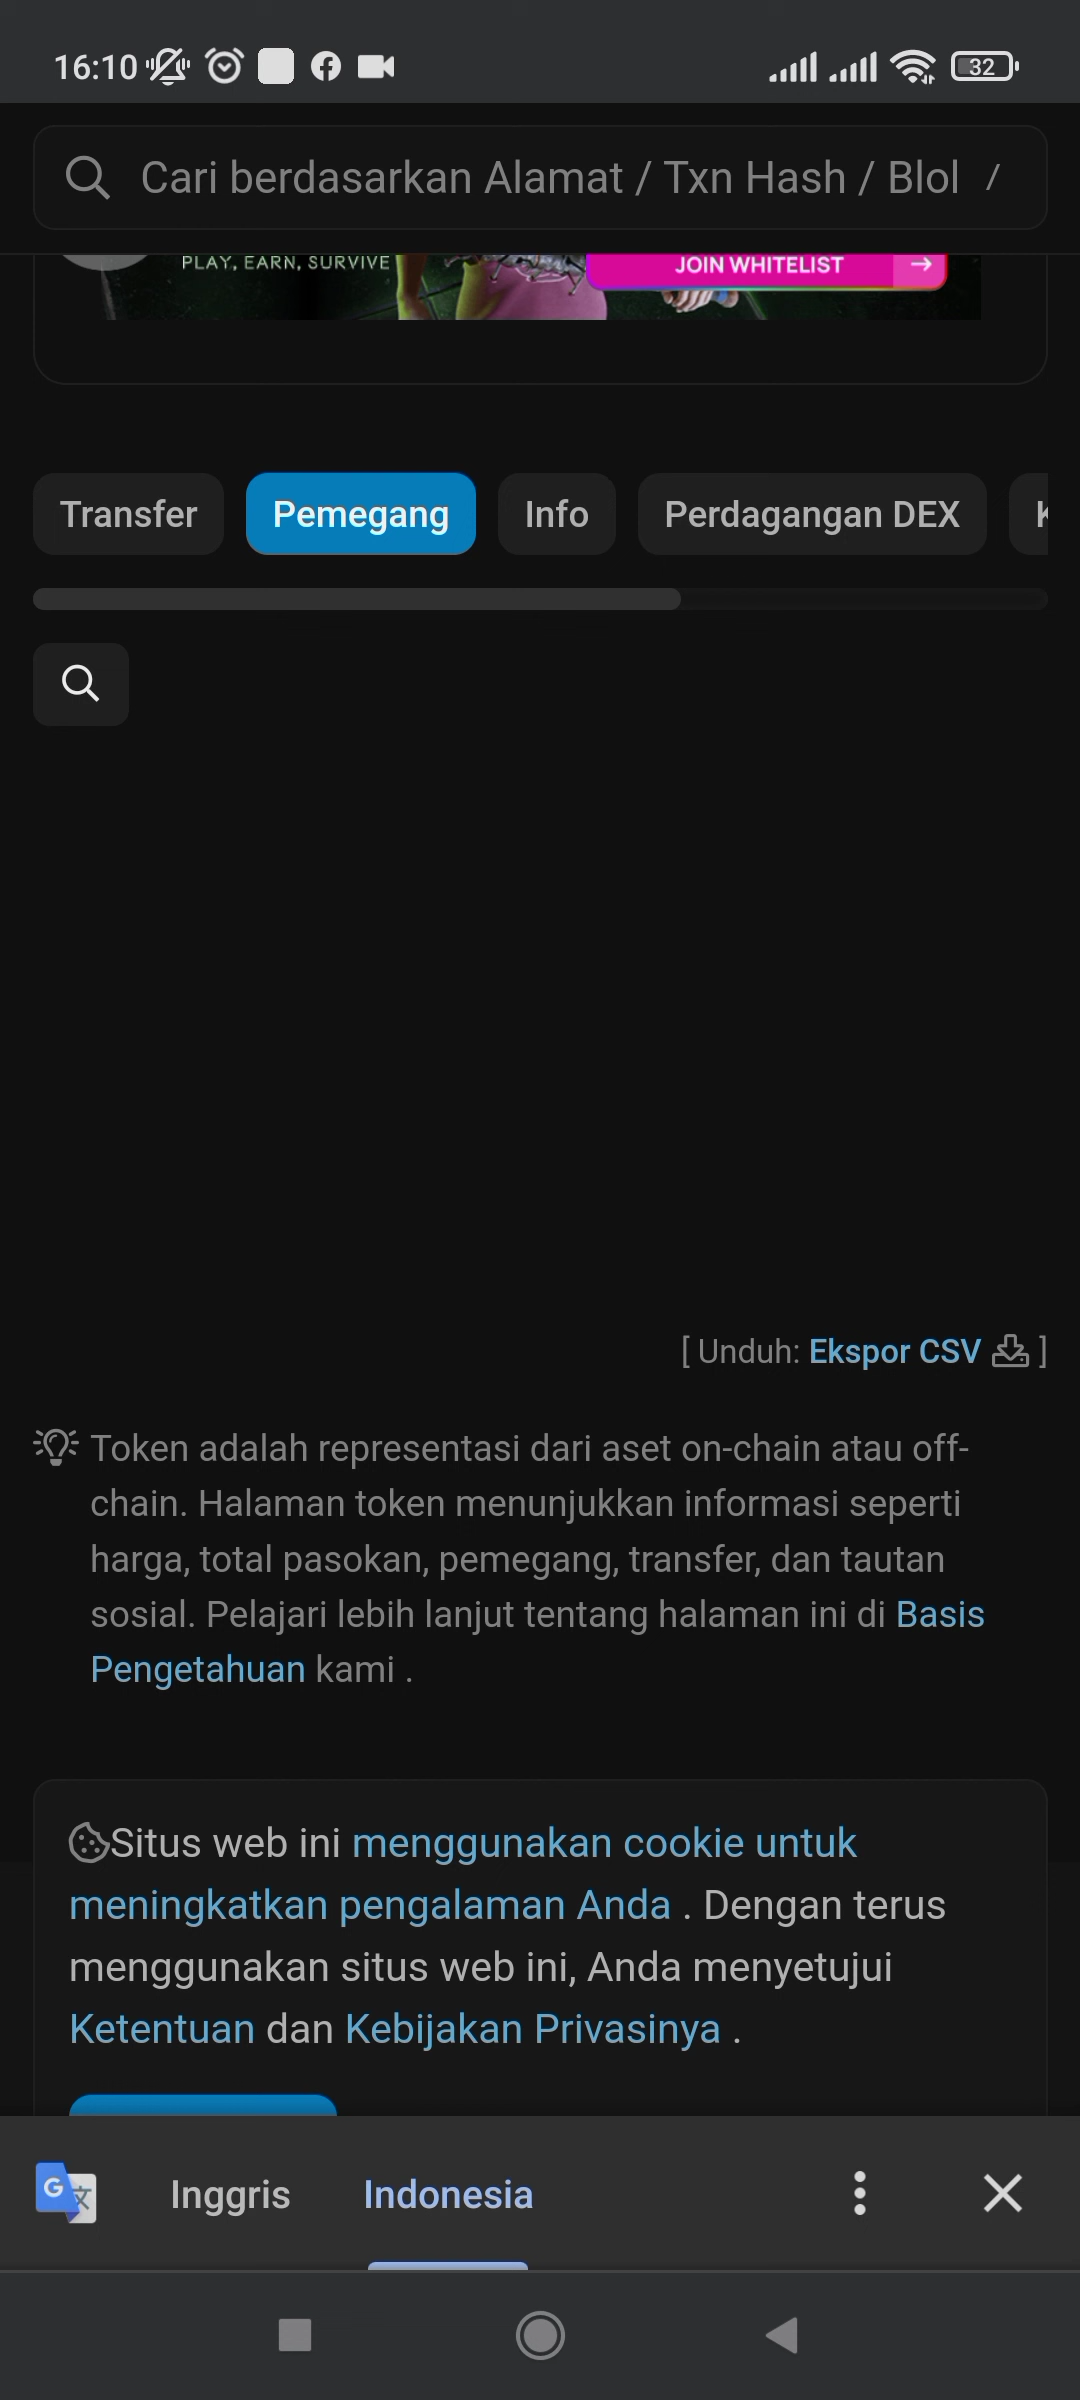 16:10
32
Cari berdasarkan Alamat / Txn Hash / Blol /
PLAY, EARN, SURVIVE
JOIN WHITELIST
Transfer Pemegang Info Perdagangan DEX
[ Unduh: Ekspor CSV ]
Token adalah representasi dari aset on-chain atau off-
chain. Halaman token menunjukkan informasi seperti
harga, total pasokan, pemegang, transfer, dan tautan
sosial. Pelajari lebih lanjut tentang halaman ini di Basis
Pengetahuan kami .
Situs web ini menggunakan cookie untuk
meningkatkan pengalaman Anda . Dengan terus
menggunakan situs web ini, Anda menyetujui
Ketentuan dan Kebijakan Privasinya .
Inggris Indonesia